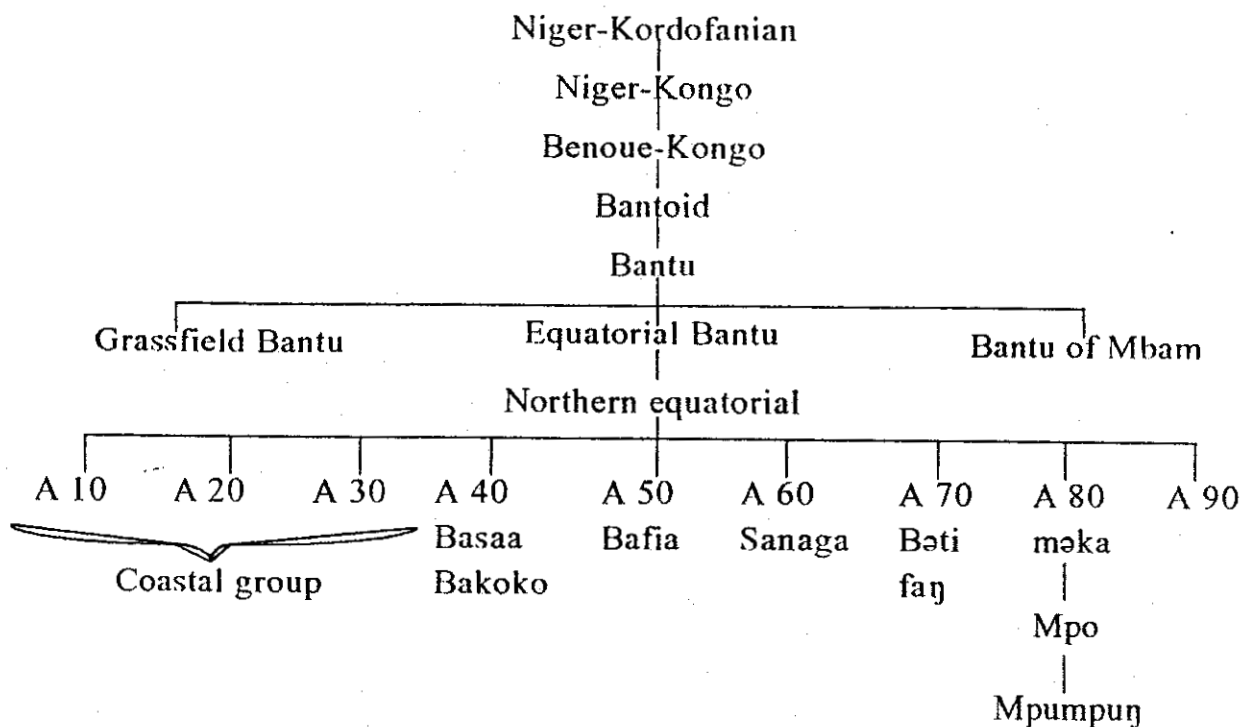 Niger-Kordofanian
Niger-Kongo
Benoue-Kongo
Bantoid
Bantu
Grassfield Bantu Equatorial Bantu Bantu of Mbam
Northern equatorial
A 10 A 20 A 30 A 40 A 50 A 60 A 70 A 80 A 90
Basaa Bafia Sanaga Bəti məka
Coastal group Bakoko faŋ
Mpo
Mpumpuŋ